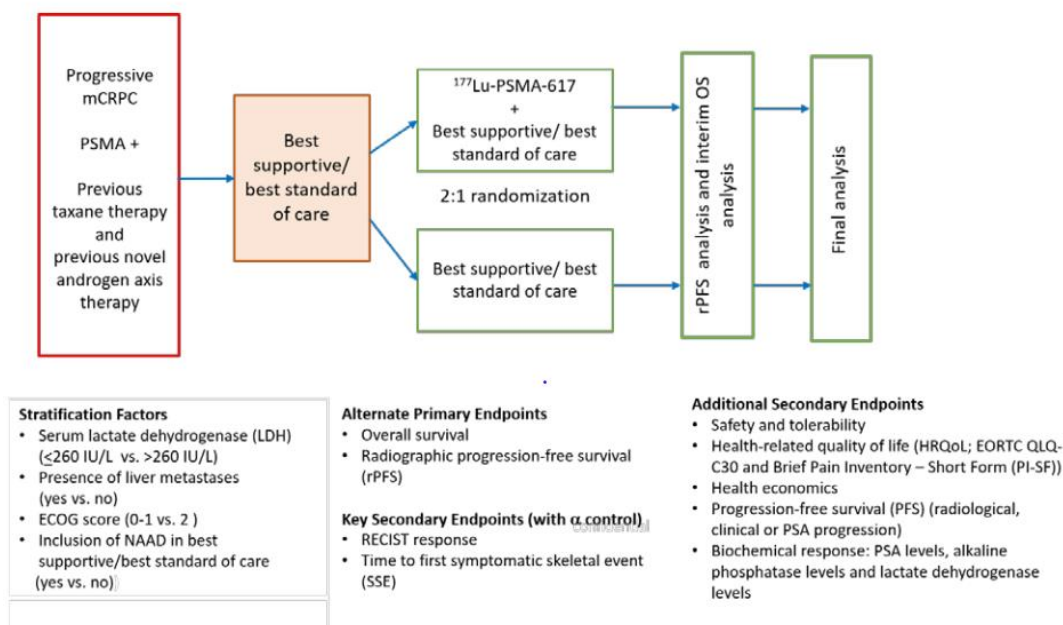 Progressive
mCRPC
PSMA +
Previous
taxane therapy
and
previous novel
androgen axis
therapy
Best
supportive/
best standard
of care
¹⁷⁷Lu-PSMA-617
+
Best supportive/ best
standard of care
2:1 randomization
Best supportive/ best
standard of care
rPFS analysis and interim OS
analysis
Final analysis
Stratification Factors
• Serum lactate dehydrogenase (LDH)
(≤260 IU/L vs. >260 IU/L)
• Presence of liver metastases
(yes vs. no)
• ECOG score (0-1 vs. 2 )
• Inclusion of NAAD in best
supportive/best standard of care
(yes vs. no)
Alternate Primary Endpoints
• Overall survival
• Radiographic progression-free survival
(rPFS)
Key Secondary Endpoints (with α control)
• RECIST response
• Time to first symptomatic skeletal event
(SSE)
Additional Secondary Endpoints
• Safety and tolerability
• Health-related quality of life (HRQoL; EORTC QLQ-
C30 and Brief Pain Inventory – Short Form (PI-SF))
• Health economics
• Progression-free survival (PFS) (radiological,
clinical or PSA progression)
• Biochemical response: PSA levels, alkaline
phosphatase levels and lactate dehydrogenase
levels